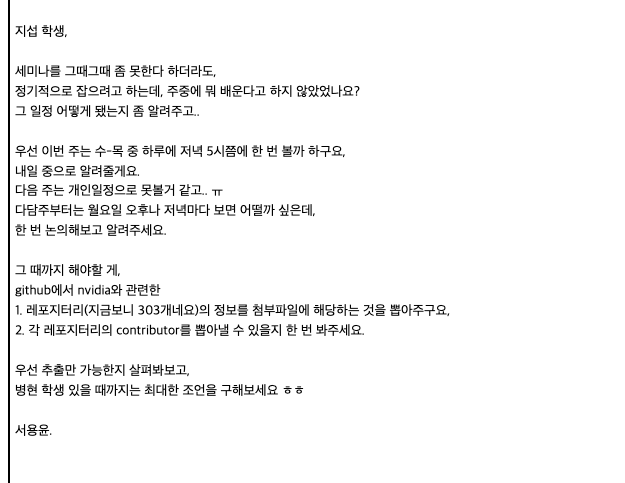 지섭 학생,
세미나를 그때그때 좀 못한다 하더라도,
정기적으로 잡으려고 하는데, 주중에 뭐 배운다고 하지 않았었나요?
그 일정 어떻게 됐는지 좀 알려주고..
우선 이번 주는 수-목 중 하루에 저녁 5시쯤에 한 번 볼까 하구요,
내일 중으로 알려줄게요.
다음 주는 개인일정으로 못볼거 같고.. ㅠ
다담주부터는 월요일 오후나 저녁마다 보면 어떨까 싶은데,
한 번 논의해보고 알려주세요.
그 때까지 해야할 게,
github에서 nvidia와 관련한
1. 레포지터리(지금보니 303개네요)의 정보를 첨부파일에 해당하는 것을 뽑아주구요,
2. 각 레포지터리의 contributor를 뽑아낼 수 있을지 한 번 봐주세요.
우선 추출만 가능한지 살펴봐보고,
병현 학생 있을 때까지는 최대한 조언을 구해보세요 ㅎㅎ
서용윤.